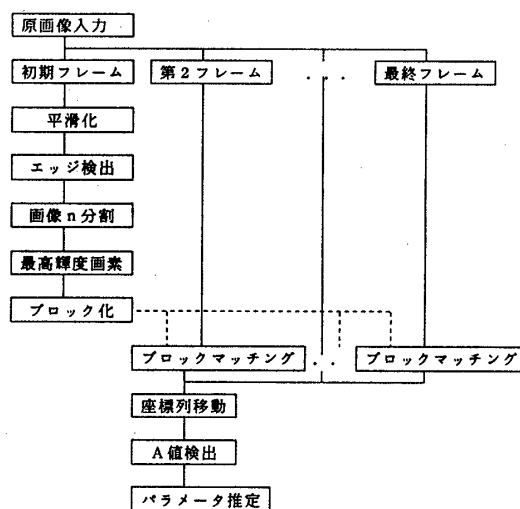 原画像入力
初期フレーム 第2フレーム . . . 最終フレーム
平滑化
エッジ検出
画像n分割
最高輝度画素
ブロック化
ブロックマッチング . . ブロックマッチング
座標列移動
A値検出
パラメータ推定